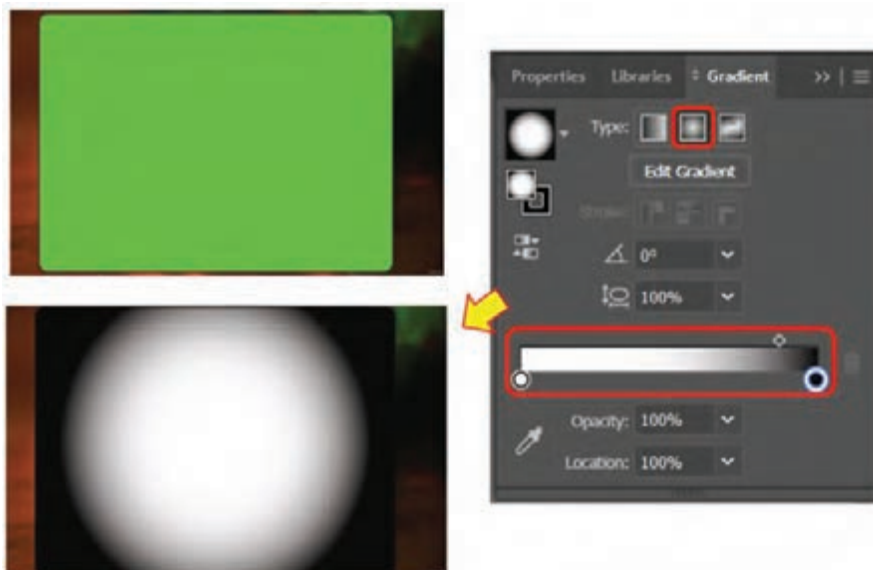 Properties Libraries Gradient
Type:
Edit Gradient
Stroke:
0°
100%
Opacity: 100%
Location: 100%